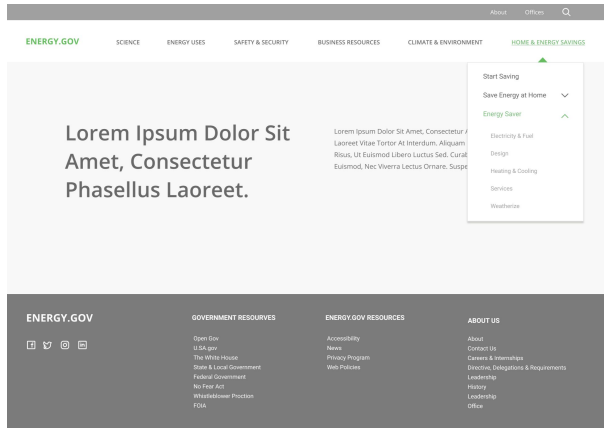 About Offices
ENERGY.GOV SCIENCE ENERGY USES SAFETY & SECURITY BUSINESS RESOURCES CLIMATE & ENVIRONMENT HOME & ENERGY SAVINGS
Start Saving
Save Energy at Home
Energy Saver
Electricity & Fuel
Design
Heating & Cooling
Services
Weatherize
Lorem Ipsum Dolor Sit
Amet, Consectetur
Phasellus Laoreet.
Lorem Ipsum Dolor Sit Amet, Consectetur
Laoreet Vitae Tortor At Interdum. Aliquam
Risus, Ut Euismod Libero Luctus Sed.
Euismod, Nec Viverra Lectus Ornare.
ENERGY.GOV
GOVERNMENT RESOURVES
Open Gov
U.SA.gov
The White House
State & Local Government
Federal Government
No Fear Act
Whistleblower Proction
FOIA
ENERGY.GOV RESOURCES
Accessibility
News
Privacy Program
Web Policies
ABOUT US
About
Contact Us
Careers & Internships
Directive, Delegations & Requirements
Leadership
History
Leadership
Office